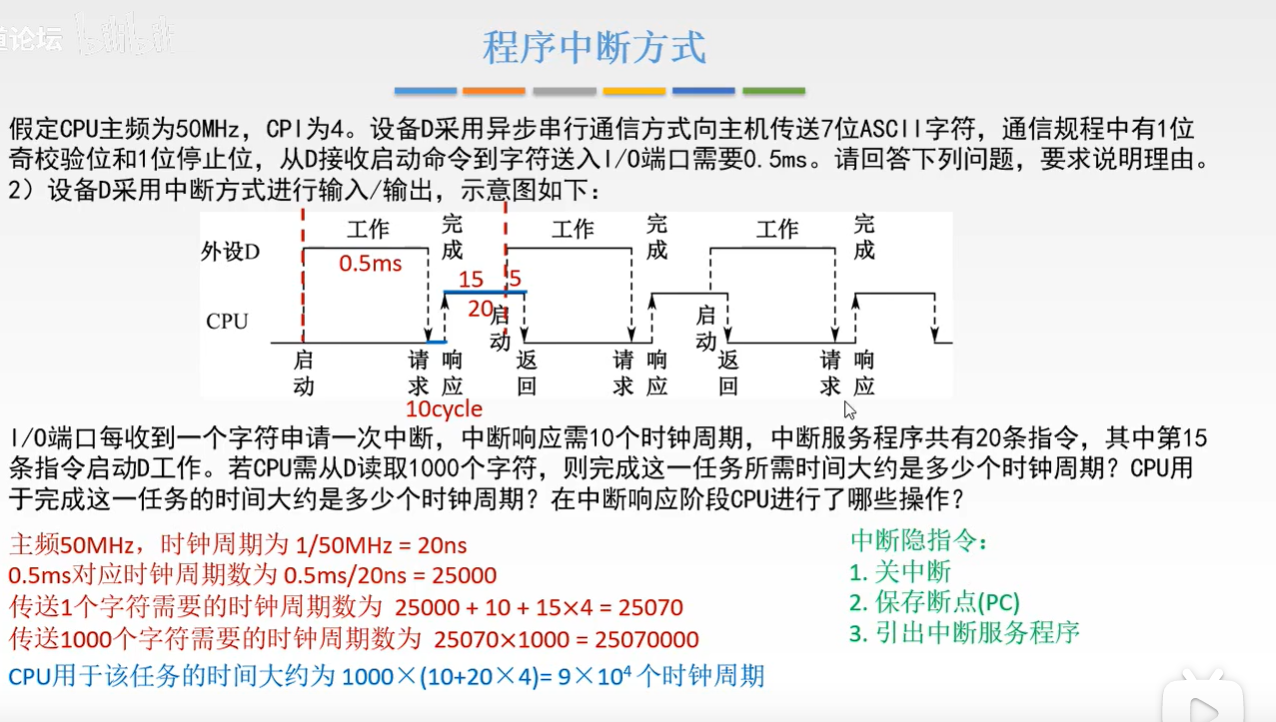 道论坛
程序中断方式
假定CPU主频为50MHz，CPI为4。设备D采用异步串行通信方式向主机传送7位ASCII字符，通信规程中有1位
奇校验位和1位停止位，从D接收启动命令到字符送入I/O端口需要0.5ms。请回答下列问题，要求说明理由。
2）设备D采用中断方式进行输入/输出，示意图如下：
工作 完成 工作 完成 工作 完成
外设D
0.5ms
15 5
20
CPU
启动 启动
启动 请求 响应 返回 请求 响应 返回 请求 响应
10cycle
I/O端口每收到一个字符申请一次中断，中断响应需10个时钟周期，中断服务程序共有20条指令，其中第15
条指令启动D工作。若CPU需从D读取1000个字符，则完成这一任务所需时间大约是多少个时钟周期？CPU用
于完成这一任务的时间大约是多少个时钟周期？在中断响应阶段CPU进行了哪些操作？
主频50MHz，时钟周期为 1/50MHz = 20ns
0.5ms对应时钟周期数为 0.5ms/20ns = 25000
传送1个字符需要的时钟周期数为 25000 + 10 + 15×4 = 25070
传送1000个字符需要的时钟周期数为 25070×1000 = 25070000
CPU用于该任务的时间大约为 1000×(10+20×4)= 9×10⁴ 个时钟周期
中断隐指令：
1. 关中断
2. 保存断点(PC)
3. 引出中断服务程序